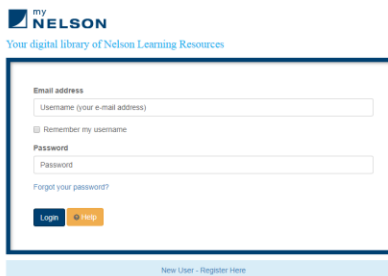 my
NELSON
Your digital library of Nelson Learning Resources
Email address
Username (your e-mail address)
Remember my username
Password
Password
Forgot your password?
Login Help
New User - Register Here